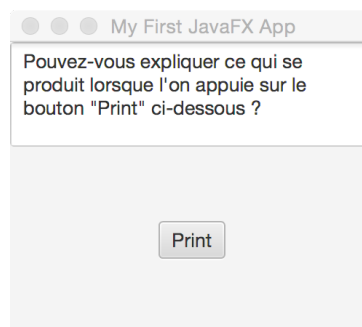 My First JavaFX App
Pouvez-vous expliquer ce qui se
produit lorsque l'on appuie sur le
bouton "Print" ci-dessous ?
Print